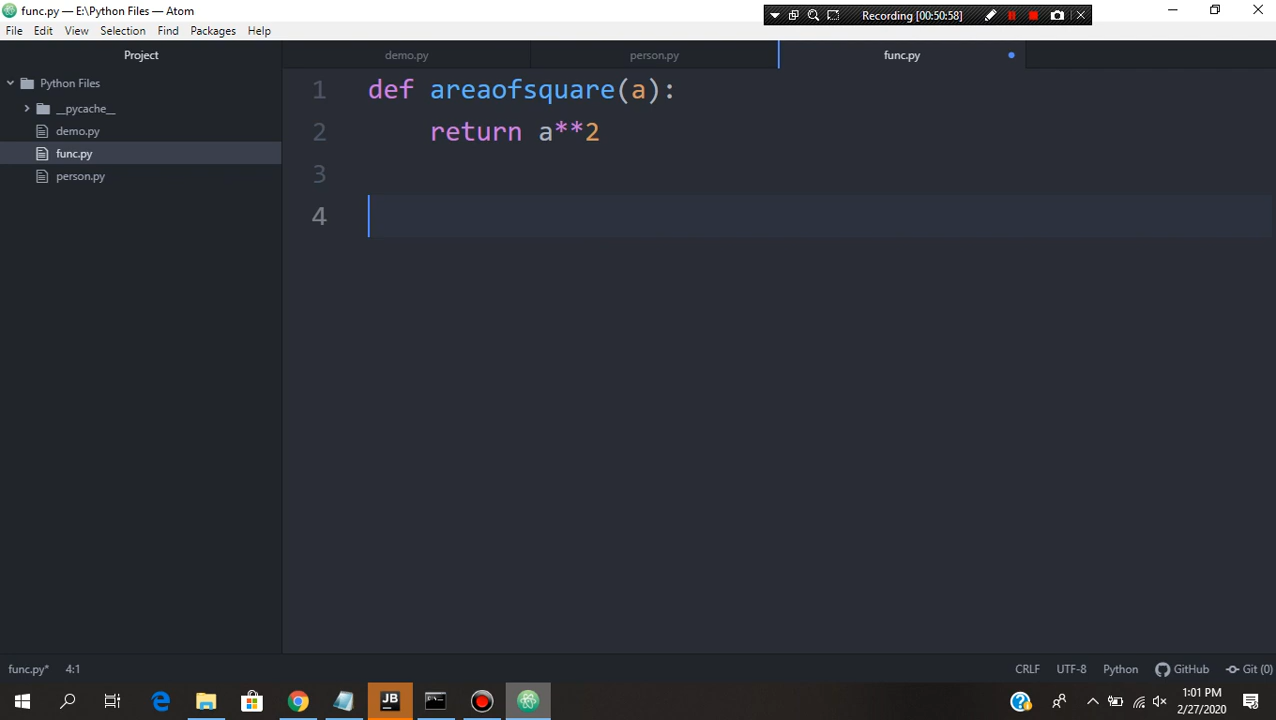 func.py — E:\Python Files — Atom
Recording [00:50:58]
File Edit View Selection Find Packages Help
Project
demo.py person.py func.py
Python Files
__pycache__
demo.py
func.py
person.py
1 def areaofsquare(a):
2 return a**2
3
4
func.py* 4:1 CRLF UTF-8 Python GitHub Git (0)
JB
1:01 PM
2/27/2020